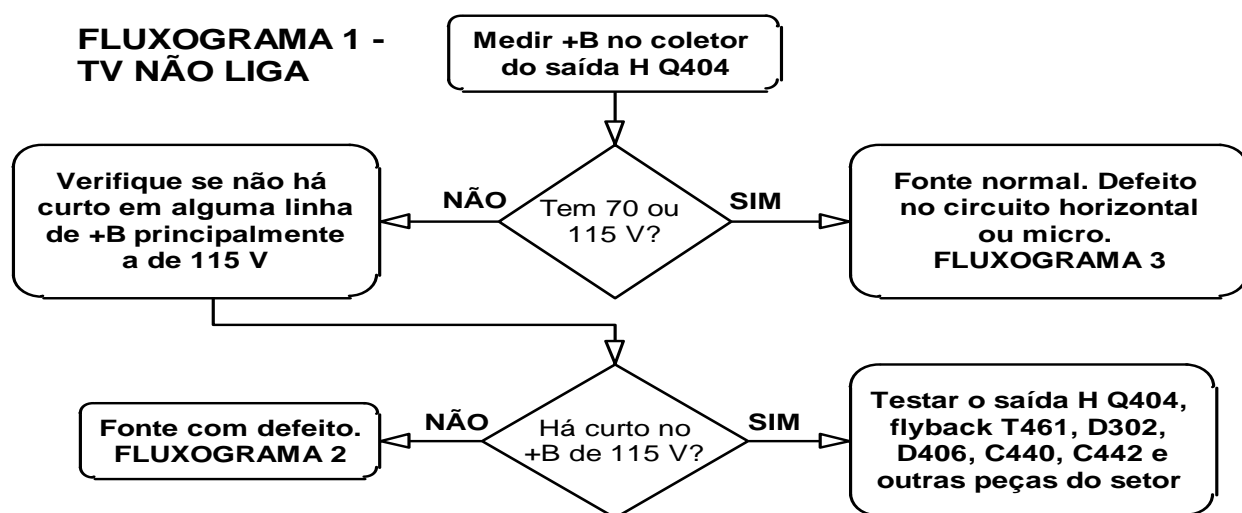 FLUXOGRAMA 1 -
TV NÃO LIGA
Medir +B no coletor
do saída H Q404
Tem 70 ou
115 V?
NÃO
SIM
Verifique se não há
curto em alguma linha
de +B principalmente
a de 115 V
Fonte normal. Defeito
no circuito horizontal
ou micro.
FLUXOGRAMA 3
Há curto no
+B de 115 V?
NÃO
SIM
Fonte com defeito.
FLUXOGRAMA 2
Testar o saída H Q404,
flyback T461, D302,
D406, C440, C442 e
outras peças do setor